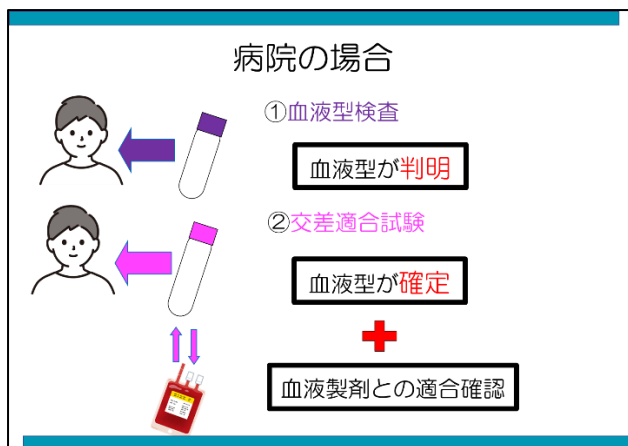 病院の場合
①血液型検査
血液型が判明
②交差適合試験
血液型が確定
血液製剤との適合確認